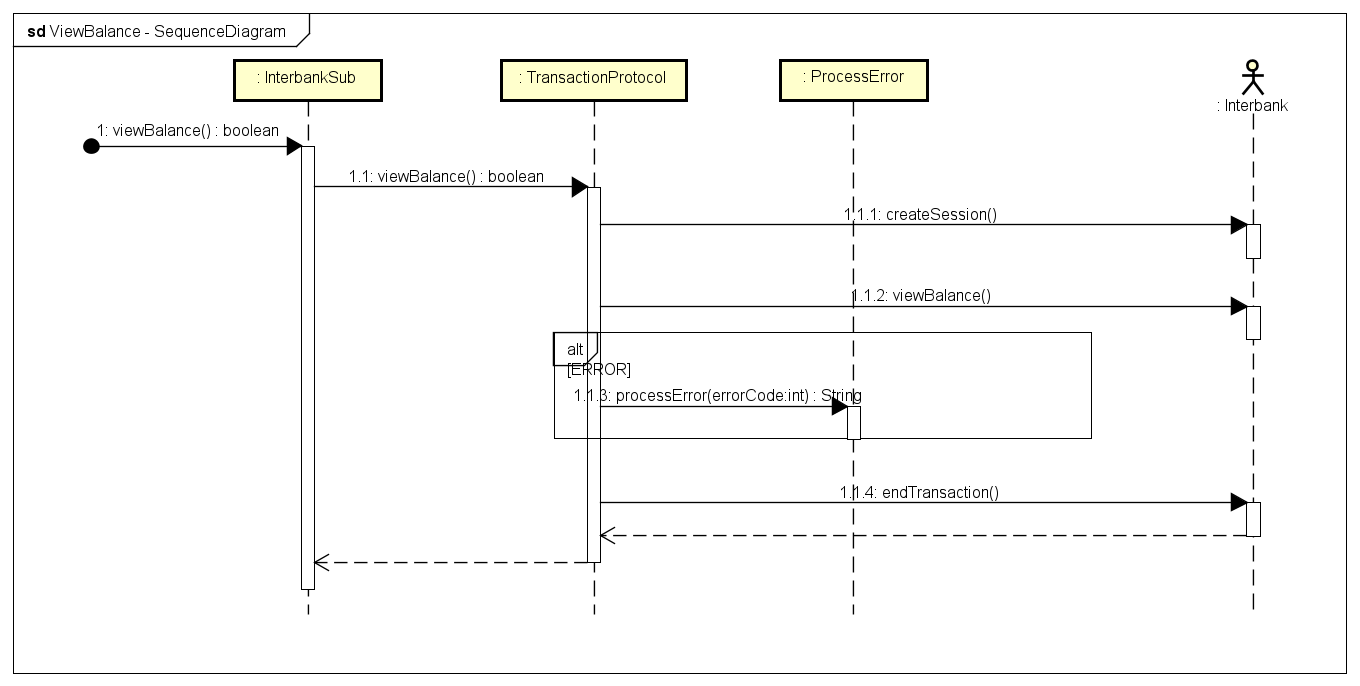 sd ViewBalance - SequenceDiagram
: InterbankSub
: TransactionProtocol
: ProcessError
: Interbank
1: viewBalance() : boolean
1.1: viewBalance() : boolean
1.1.1: createSession()
1.1.2: viewBalance()
alt
[ERROR]
1.1.3: processError(errorCode:int) : String
1.1.4: endTransaction()